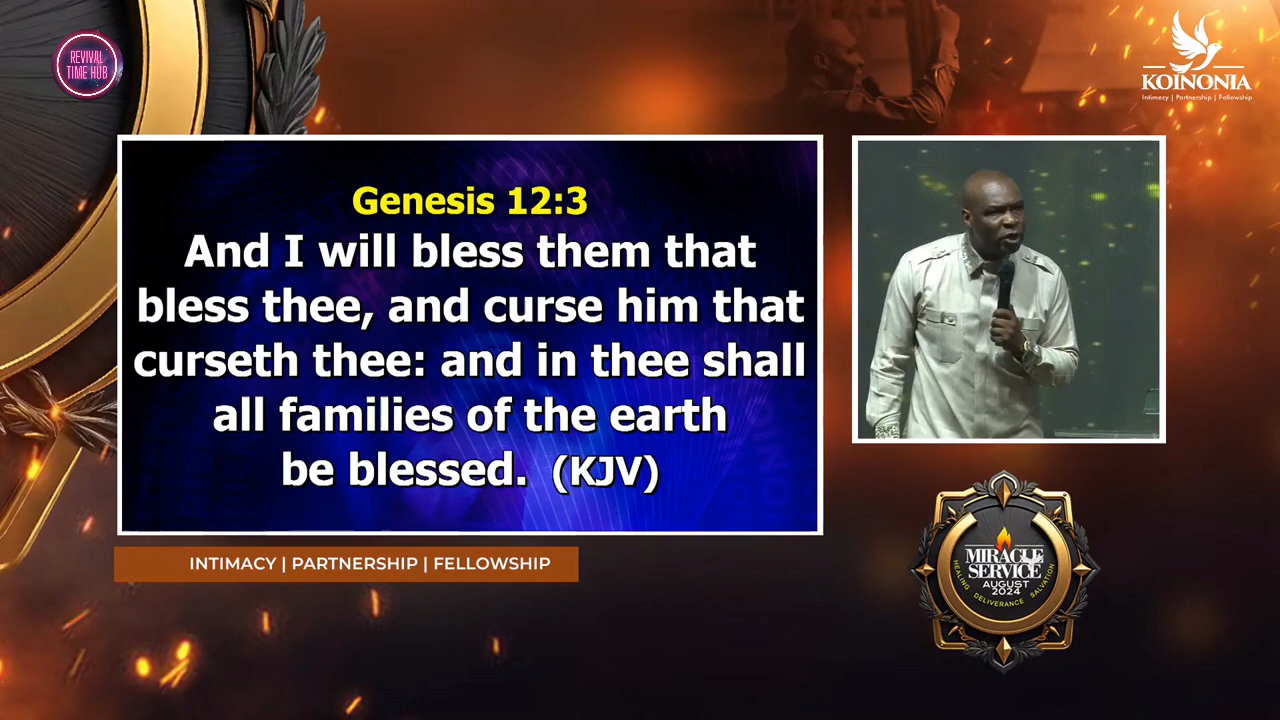 REVIVAL
TIME HUB
KOINONIA
Intimacy | Partnership | Fellowship
Genesis 12:3
And I will bless them that
bless thee, and curse him that
curseth thee: and in thee shall
all families of the earth
be blessed. (KJV)
INTIMACY | PARTNERSHIP | FELLOWSHIP
MIRACLE
SERVICE
AUGUST
2024
HEALING DELIVERANCE SALVATION